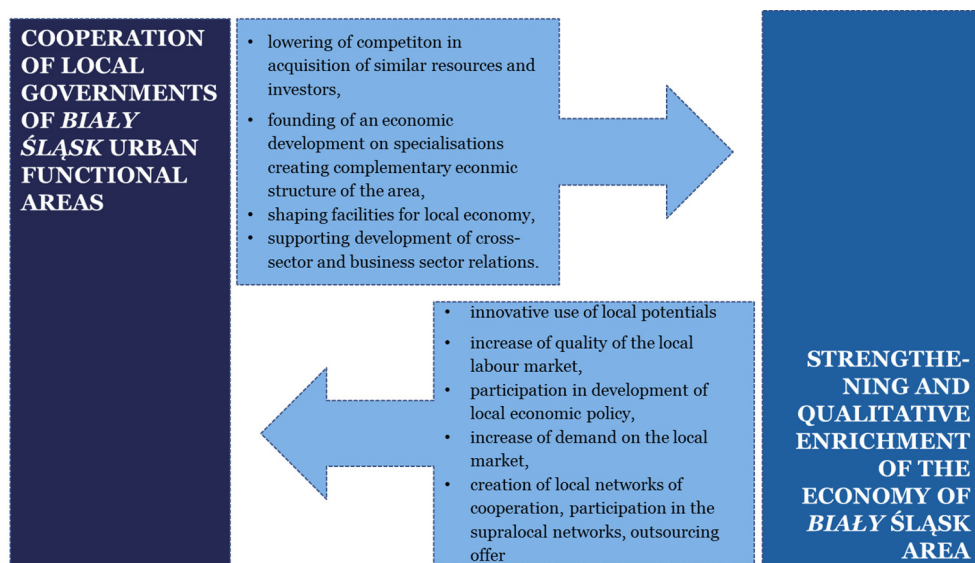 COOPERATION
OF LOCAL
GOVERNMENTS
OF BIAŁY
ŚLĄSK URBAN
FUNCTIONAL
AREAS
• lowering of competiton in
acquisition of similar resources and
investors,
• founding of an economic
development on specialisations
creating complementary econmic
structure of the area,
• shaping facilities for local economy,
• supporting development of cross-
sector and business sector relations.
• innovative use of local potentials
• increase of quality of the local
labour market,
• participation in development of
local economic policy,
• increase of demand on the local
market,
• creation of local networks of
cooperation, participation in the
supralocal networks, outsourcing
offer
STRENGTHE-
NING AND
QUALITATIVE
ENRICHMENT
OF THE
ECONOMY OF
BIAŁY ŚLĄSK
AREA